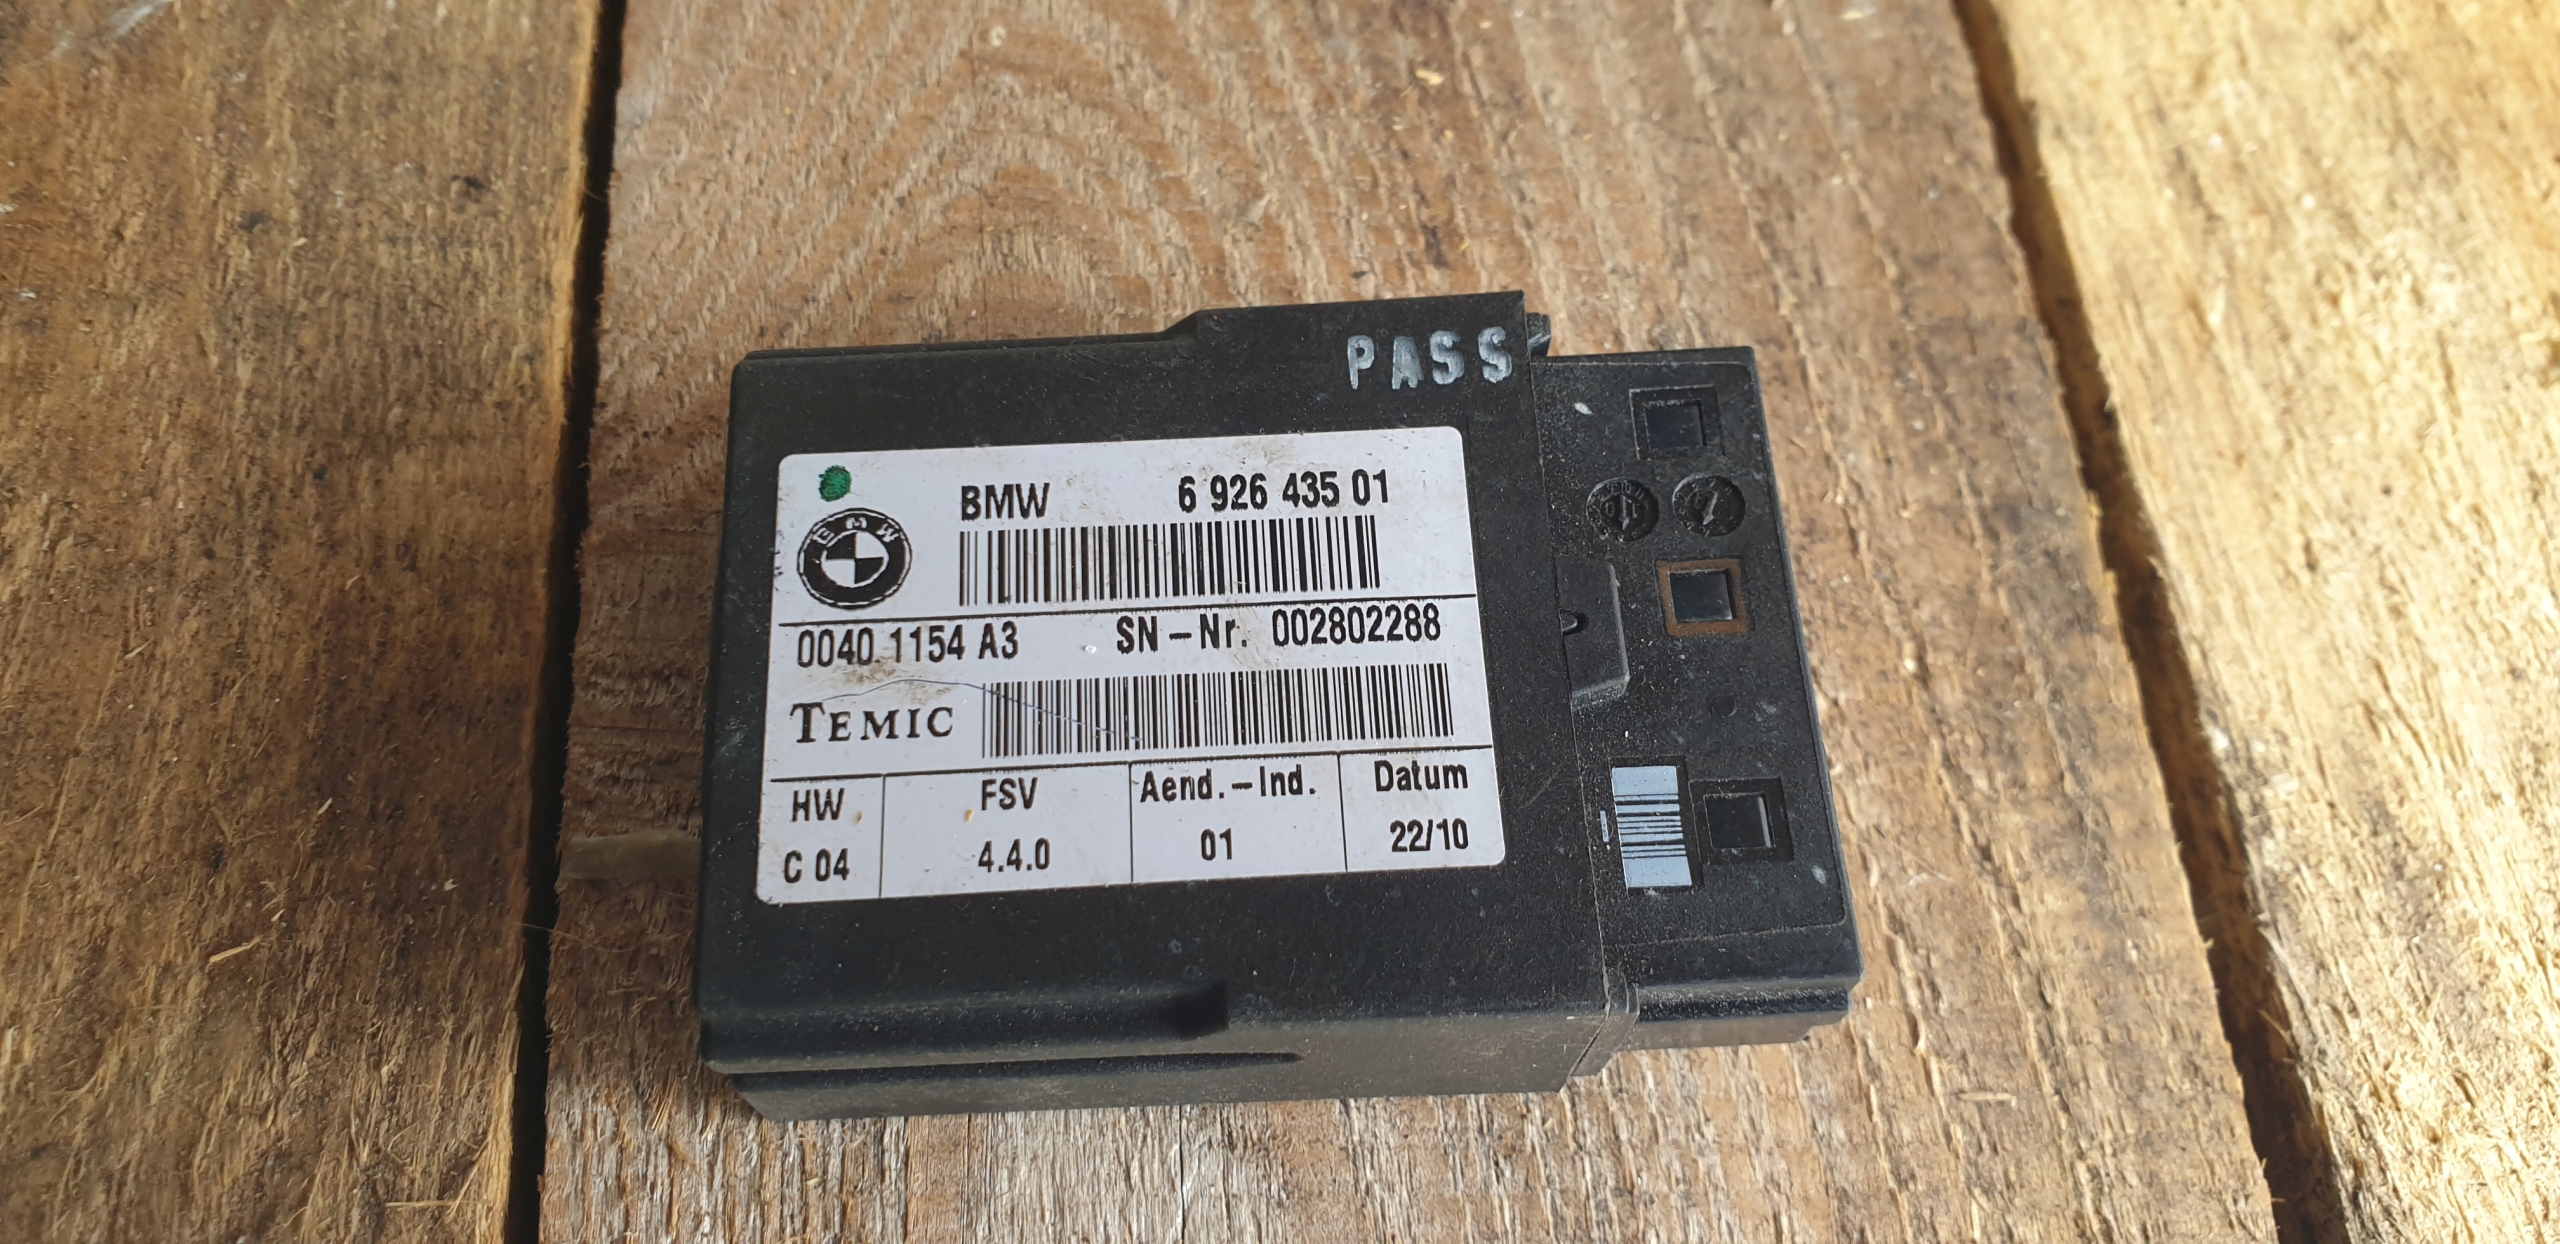 PASS
BMW 6 926 435 01
BMW
0040 1154 A3 SN-Nr. 002802288
TEMIC
HW FSV Aend.-Ind. Datum
C 04 4.4.0 01 22/10